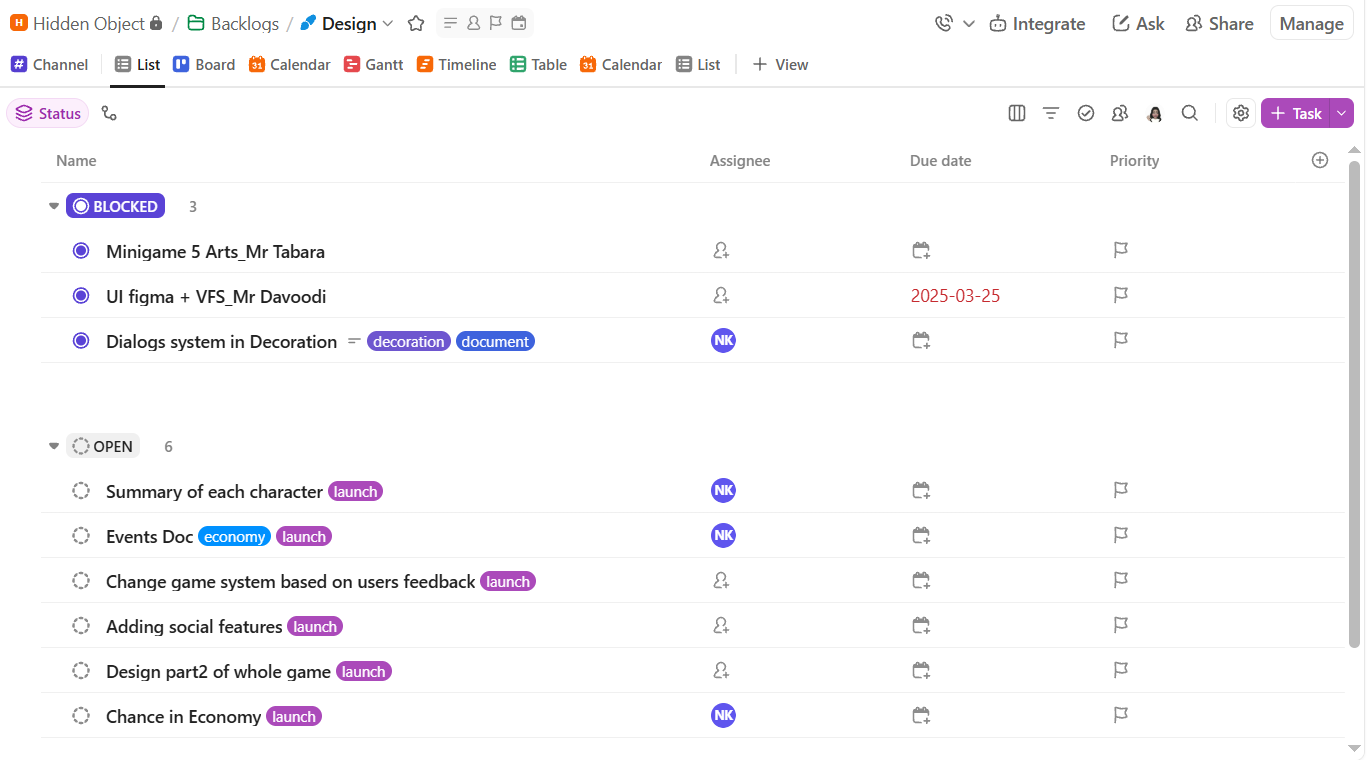 H Hidden Object / Backlogs / Design
Integrate Ask Share Manage
# Channel List Board 31 Calendar Gantt Timeline Table 31 Calendar List + View
Status + Task
Name Assignee Due date Priority
BLOCKED 3
Minigame 5 Arts_Mr Tabara
UI figma + VFS_Mr Davoodi 2025-03-25
Dialogs system in Decoration decoration document NK
OPEN 6
Summary of each character launch NK
Events Doc economy launch NK
Change game system based on users feedback launch
Adding social features launch
Design part2 of whole game launch
Chance in Economy launch NK